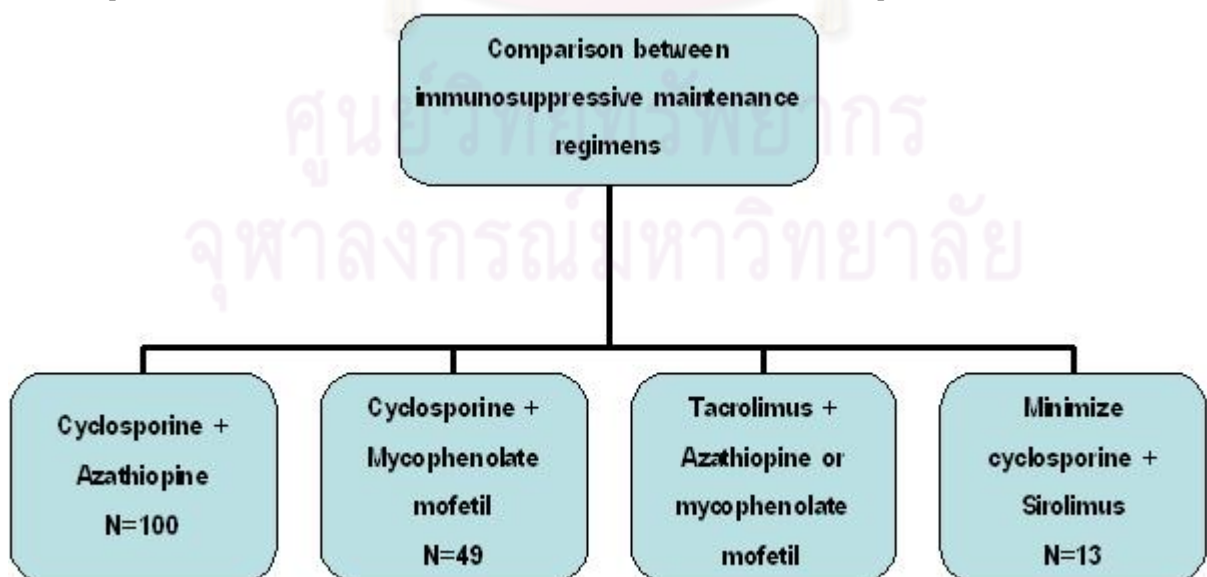 Comparison between
immunosuppressive maintenance
regimens
ศูนย์วิทยทรัพยากร
จุฬาลงกรณ์มหาวิทยาลัย
Cyclosporine +
Azathiopine
N=100
Cyclosporine +
Mycophenolate
mofetil
N=49
Tacrolimus +
Azathiopine or
mycophenolate
mofetil
Minimize
cyclosporine +
Sirolimus
N=13